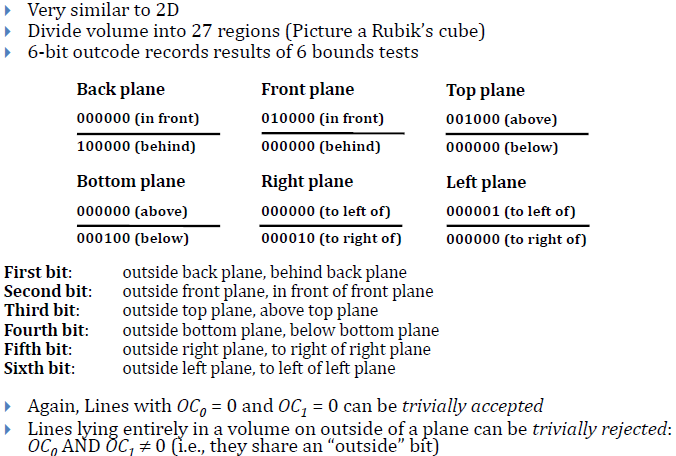 Very similar to 2D
Divide volume into 27 regions (Picture a Rubik’s cube)
6-bit outcode records results of 6 bounds tests
Back plane
000000 (in front)
100000 (behind)
Front plane
010000 (in front)
000000 (behind)
Top plane
001000 (above)
000000 (below)
Bottom plane
000000 (above)
000100 (below)
Right plane
000000 (to left of)
000010 (to right of)
Left plane
000001 (to left of)
000000 (to right of)
First bit: outside back plane, behind back plane
Second bit: outside front plane, in front of front plane
Third bit: outside top plane, above top plane
Fourth bit: outside bottom plane, below bottom plane
Fifth bit: outside right plane, to right of right plane
Sixth bit: outside left plane, to left of left plane
Again, Lines with OC₀ = 0 and OC₁ = 0 can be trivially accepted
Lines lying entirely in a volume on outside of a plane can be trivially rejected:
OC₀ AND OC₁ ≠ 0 (i.e., they share an “outside” bit)